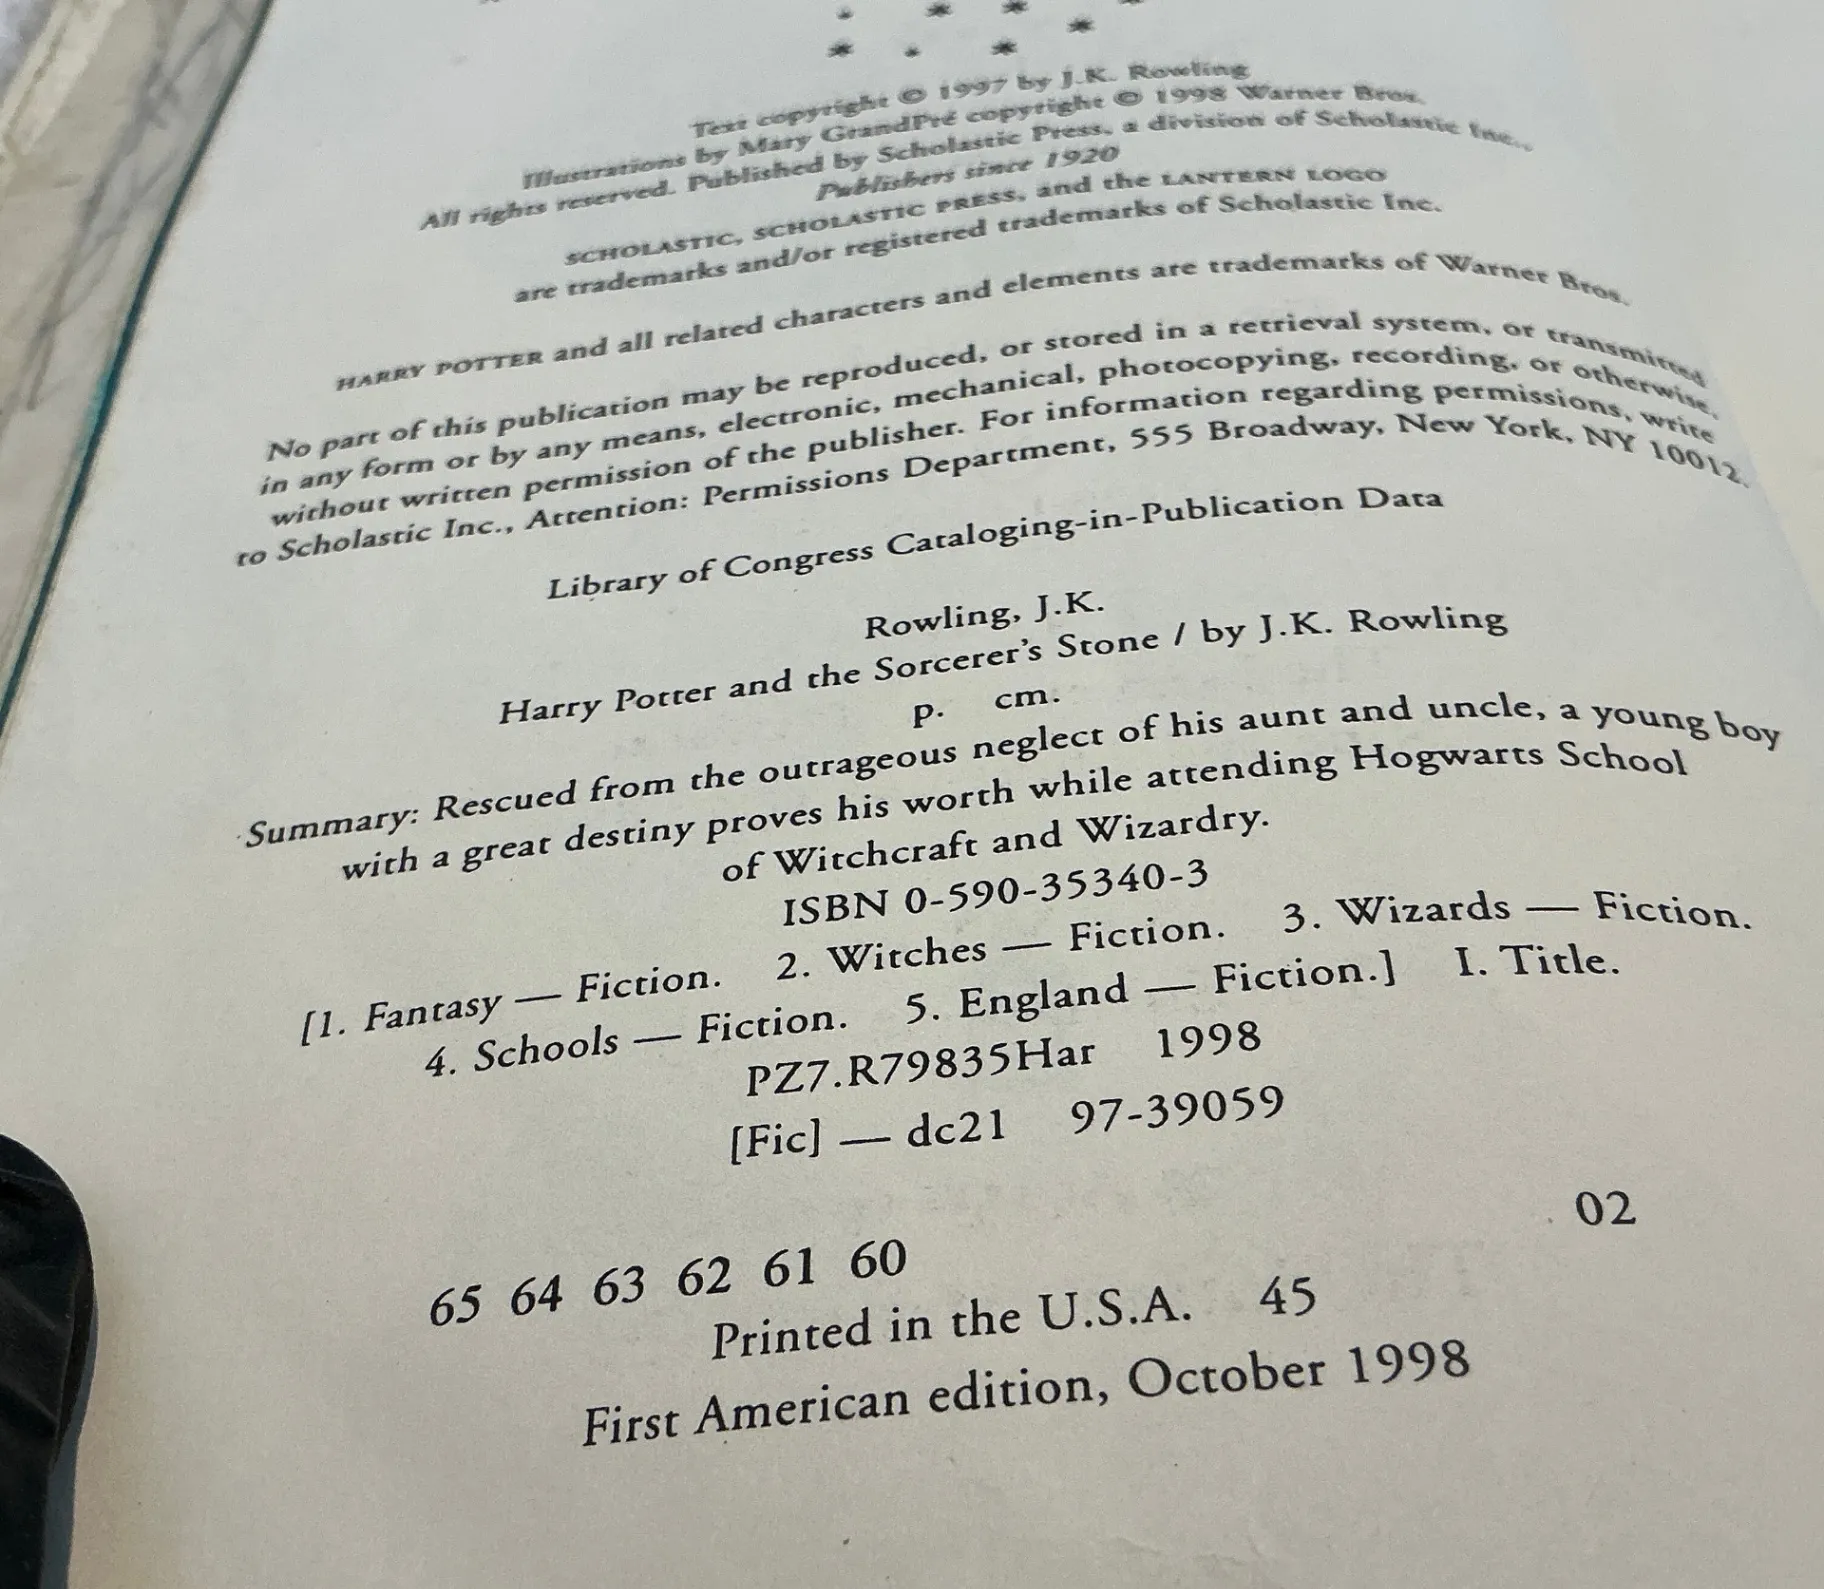 Text copyright © 1997 by J.K. Rowling
Illustrations by Mary GrandPré copyright © 1998 Warner Bros.
All rights reserved. Published by Scholastic Press, a division of Scholastic Inc.,
Publishers since 1920
SCHOLASTIC, SCHOLASTIC PRESS, and the LANTERN LOGO
are trademarks and/or registered trademarks of Scholastic Inc.
HARRY POTTER and all related characters and elements are trademarks of Warner Bros.
No part of this publication may be reproduced, or stored in a retrieval system, or transmitted
in any form or by any means, electronic, mechanical, photocopying, recording, or otherwise,
without written permission of the publisher. For information regarding permissions, write
to Scholastic Inc., Attention: Permissions Department, 555 Broadway, New York, NY 10012.
Library of Congress Cataloging-in-Publication Data
Rowling, J.K.
Harry Potter and the Sorcerer's Stone / by J.K. Rowling
p. cm.
Summary: Rescued from the outrageous neglect of his aunt and uncle, a young boy
with a great destiny proves his worth while attending Hogwarts School
of Witchcraft and Wizardry.
ISBN 0-590-35340-3
[1. Fantasy — Fiction. 2. Witches — Fiction. 3. Wizards — Fiction.
4. Schools — Fiction. 5. England — Fiction.] I. Title.
PZ7.R79835Har 1998
[Fic] — dc21 97-39059
65 64 63 62 61 60 02
Printed in the U.S.A. 45
First American edition, October 1998